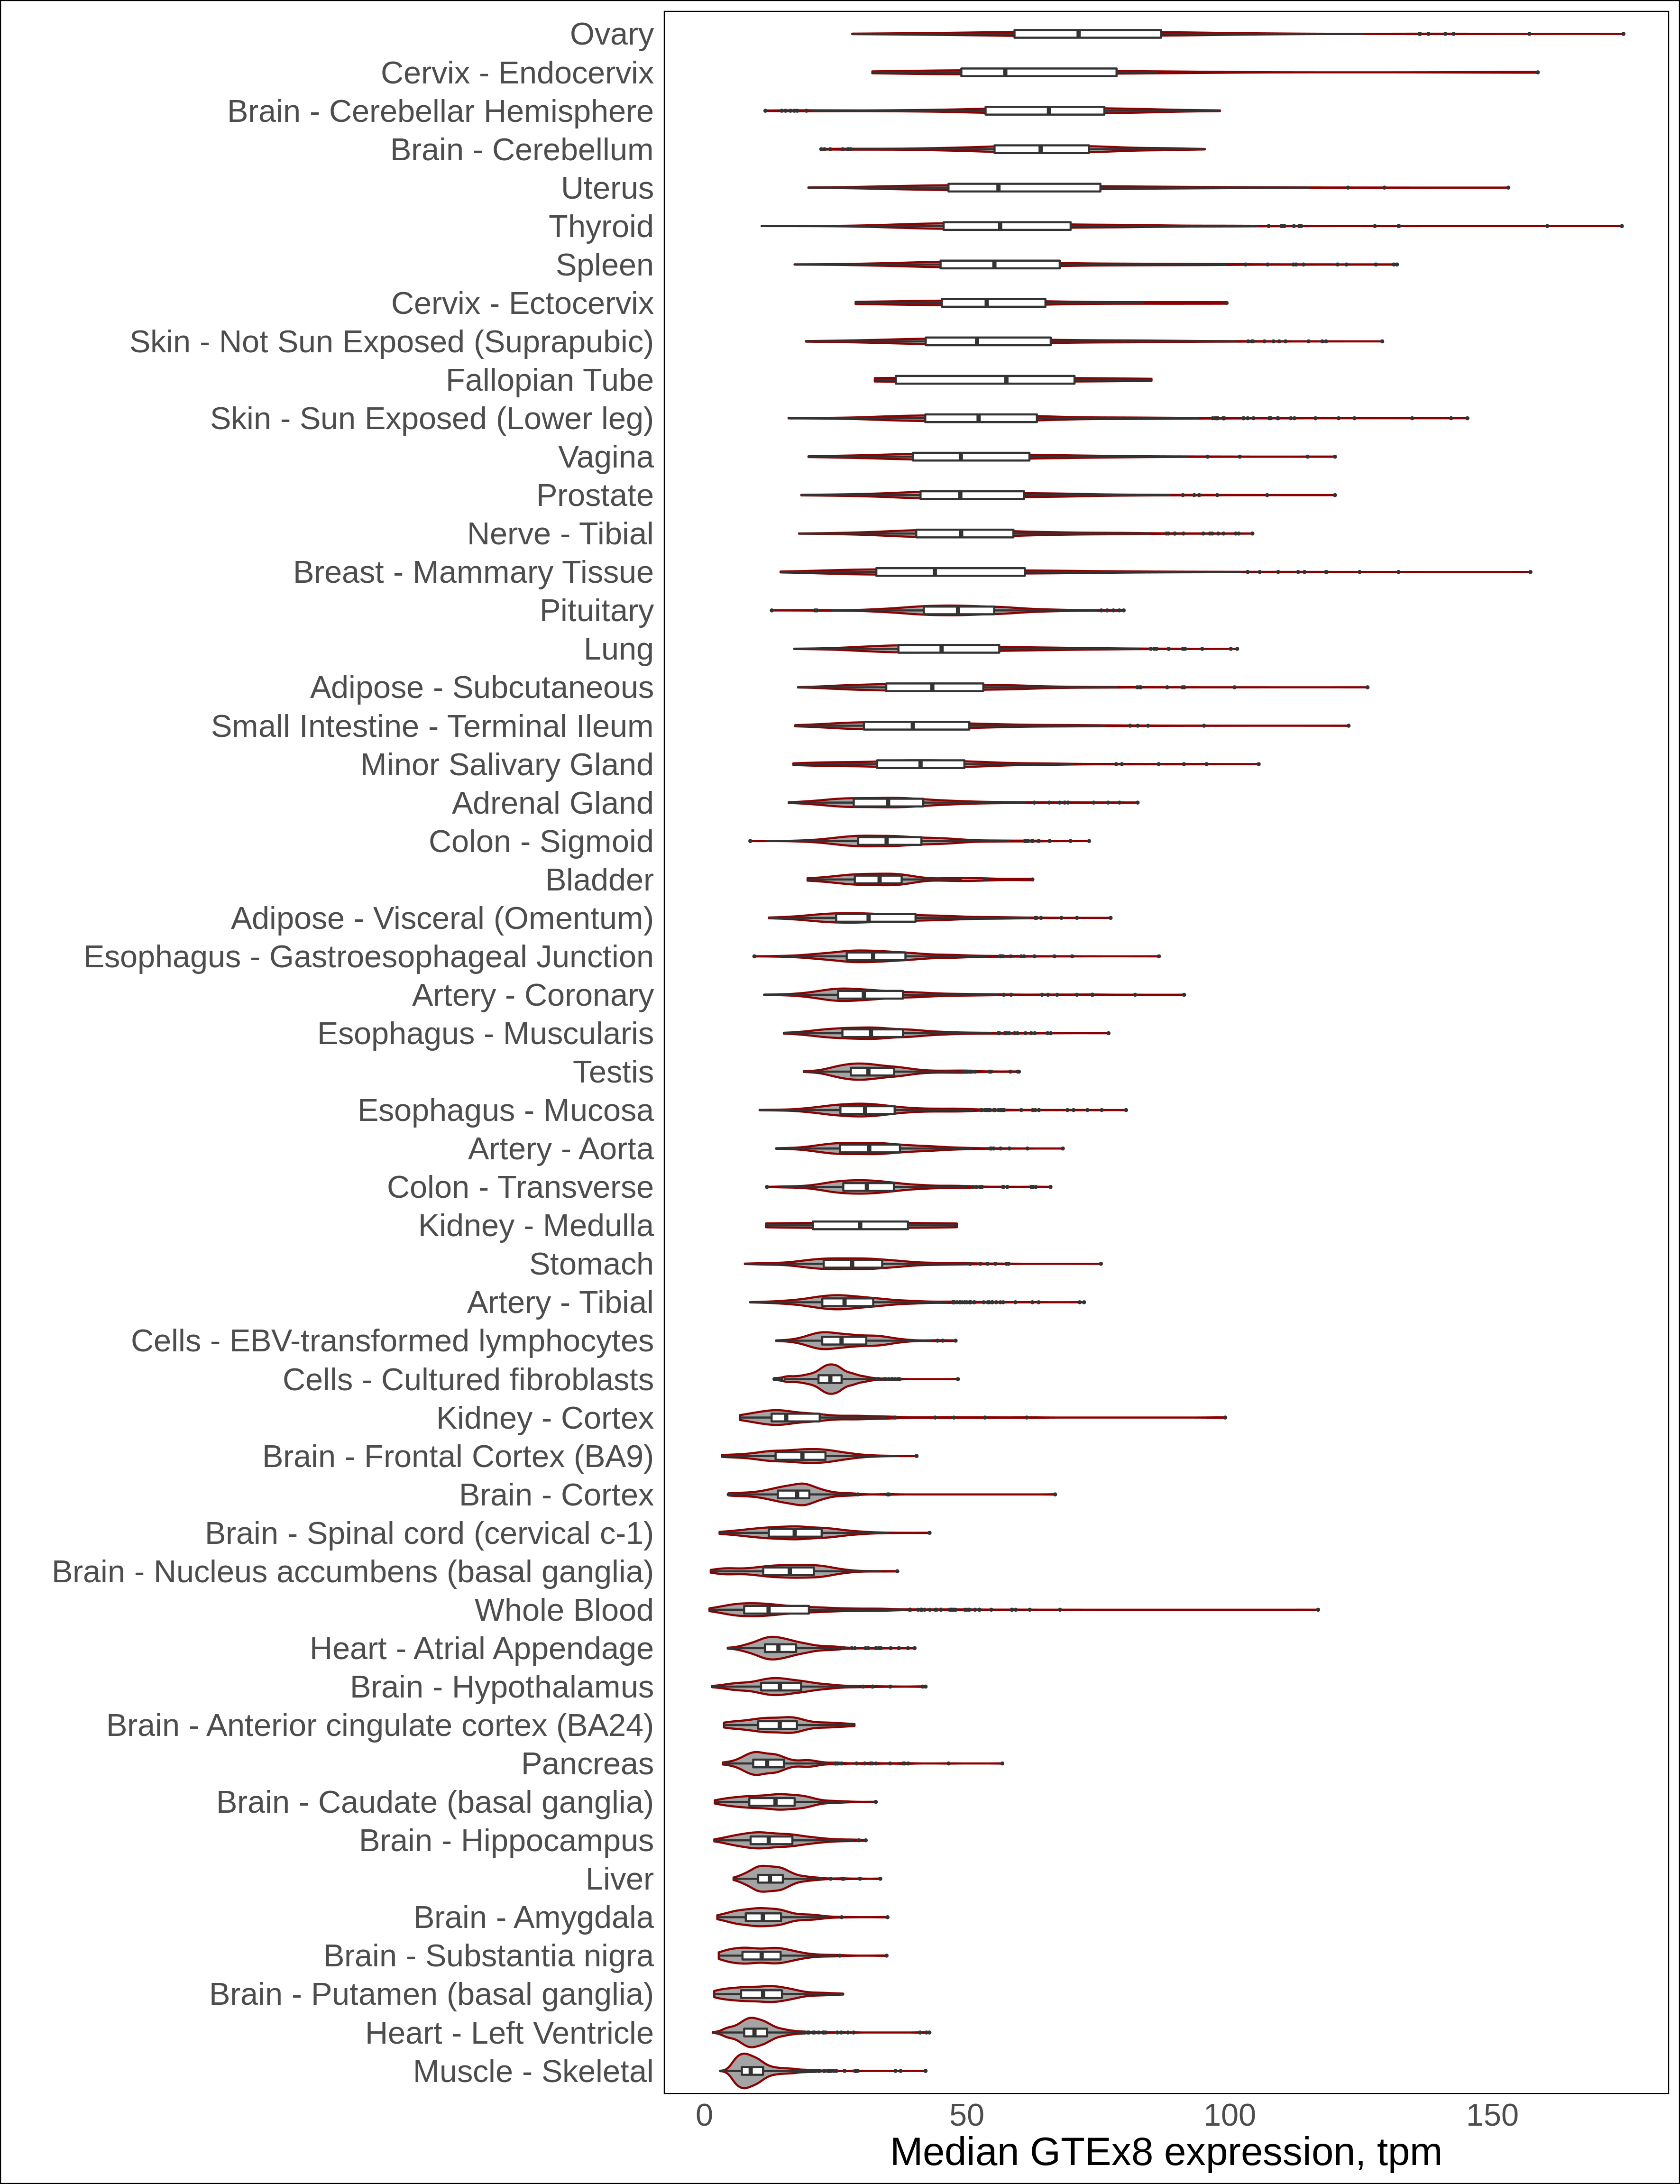 Ovary
Cervix - Endocervix
Brain - Cerebellar Hemisphere
Brain - Cerebellum
Uterus
Thyroid
Spleen
Cervix - Ectocervix
Skin - Not Sun Exposed (Suprapubic)
Fallopian Tube
Skin - Sun Exposed (Lower leg)
Vagina
Prostate
Nerve - Tibial
Breast - Mammary Tissue
Pituitary
Lung
Adipose - Subcutaneous
Small Intestine - Terminal Ileum
Minor Salivary Gland
Adrenal Gland
Colon - Sigmoid
Bladder
Adipose - Visceral (Omentum)
Esophagus - Gastroesophageal Junction
Artery - Coronary
Esophagus - Muscularis
Testis
Esophagus - Mucosa
Artery - Aorta
Colon - Transverse
Kidney - Medulla
Stomach
Artery - Tibial
Cells - EBV-transformed lymphocytes
Cells - Cultured fibroblasts
Kidney - Cortex
Brain - Frontal Cortex (BA9)
Brain - Cortex
Brain - Spinal cord (cervical c-1)
Brain - Nucleus accumbens (basal ganglia)
Whole Blood
Heart - Atrial Appendage
Brain - Hypothalamus
Brain - Anterior cingulate cortex (BA24)
Pancreas
Brain - Caudate (basal ganglia)
Brain - Hippocampus
Liver
Brain - Amygdala
Brain - Substantia nigra
Brain - Putamen (basal ganglia)
Heart - Left Ventricle
Muscle - Skeletal
0 50 100 150
Median GTEx8 expression, tpm